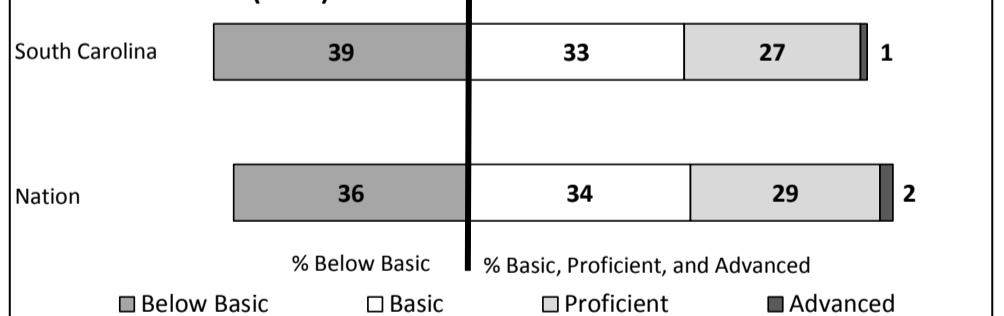 South Carolina 39 33 27 1
Nation 36 34 29 2
% Below Basic % Basic, Proficient, and Advanced
Below Basic Basic Proficient Advanced